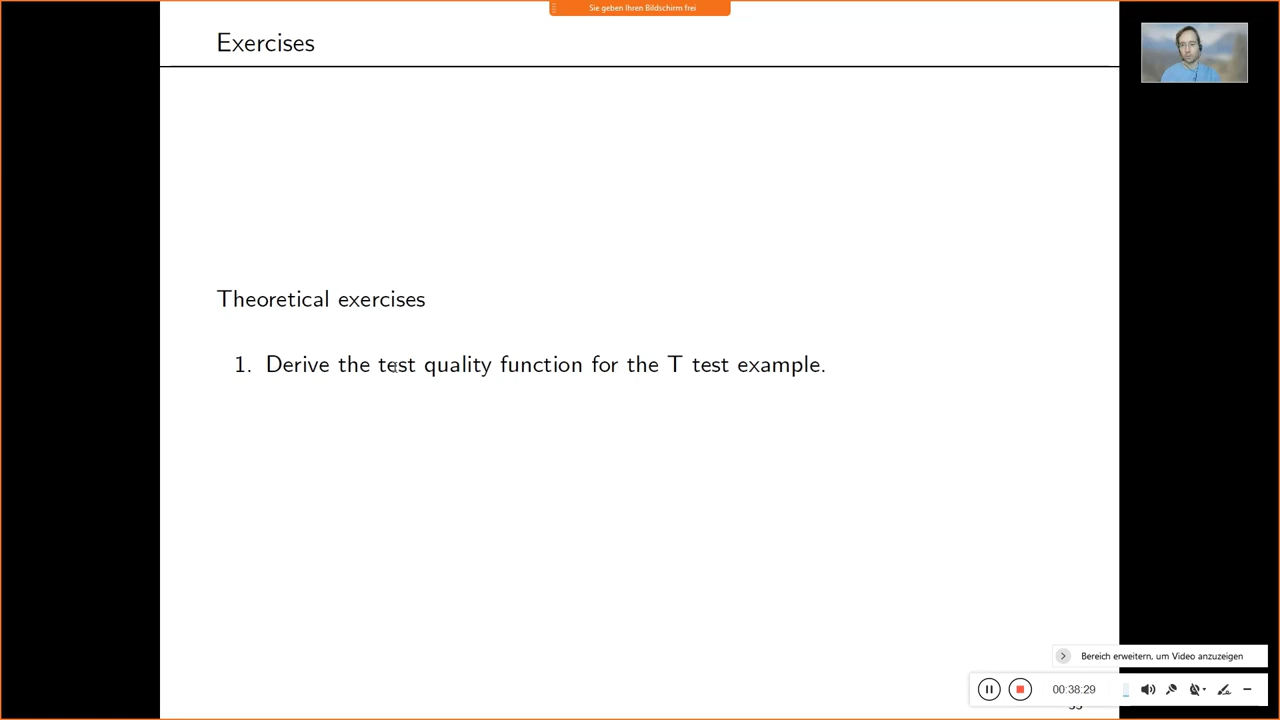 Sie geben Ihren Bildschirm frei
Exercises
Theoretical exercises
1. Derive the test quality function for the T test example.
Bereich erweitern, um Video anzuzeigen
00:38:29